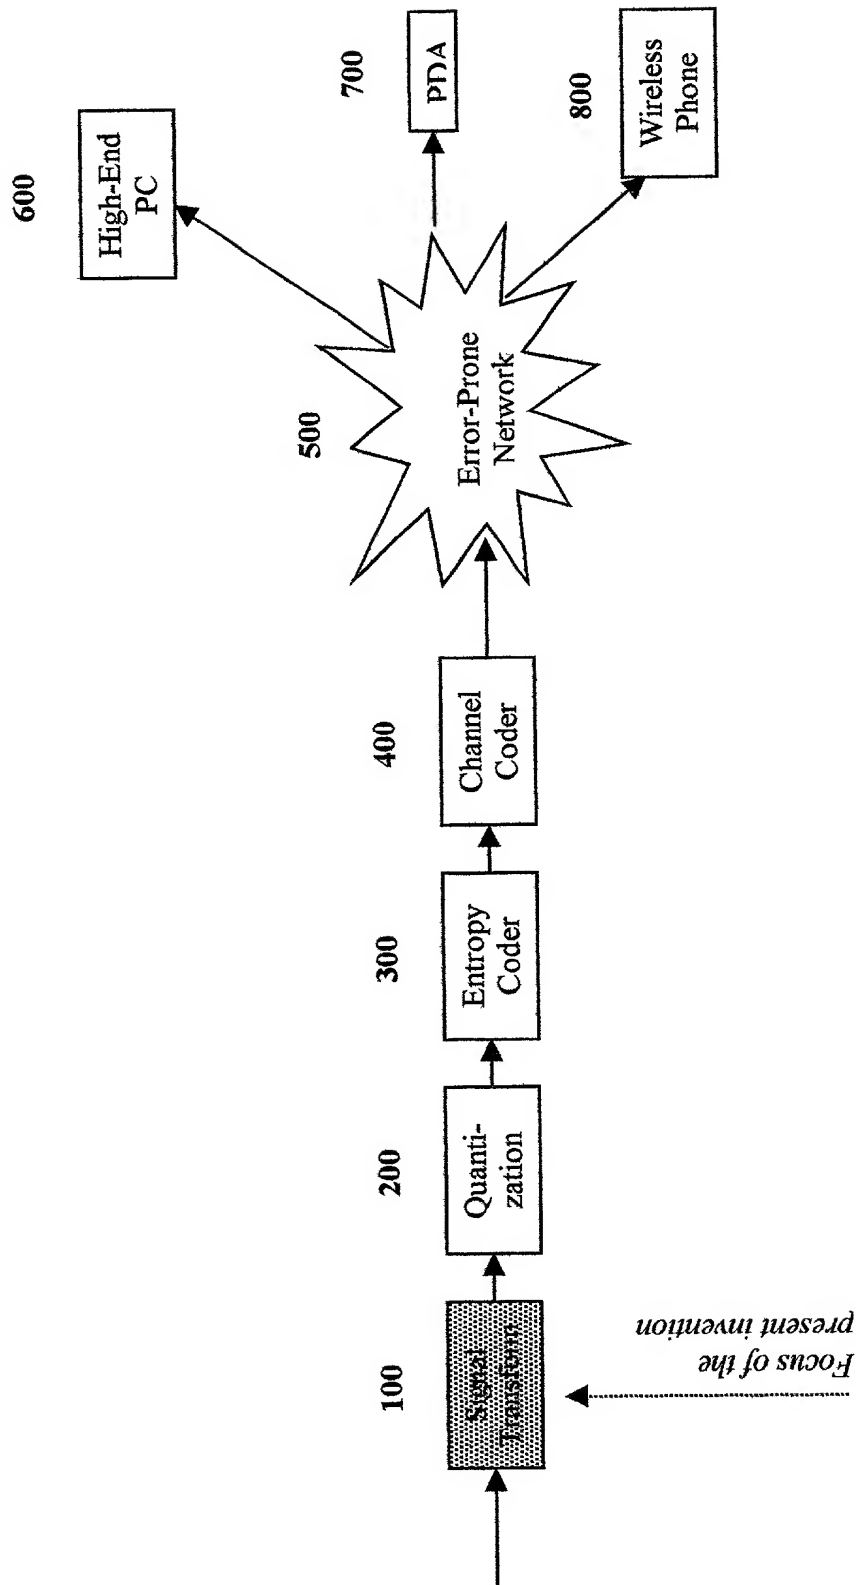 100
Signal
Transform
Focus of the
present invention
200
Quanti-
zation
300
Entropy
Coder
400
Channel
Coder
500
Error-Prone
Network
600
High-End
PC
700
PDA
800
Wireless
Phone